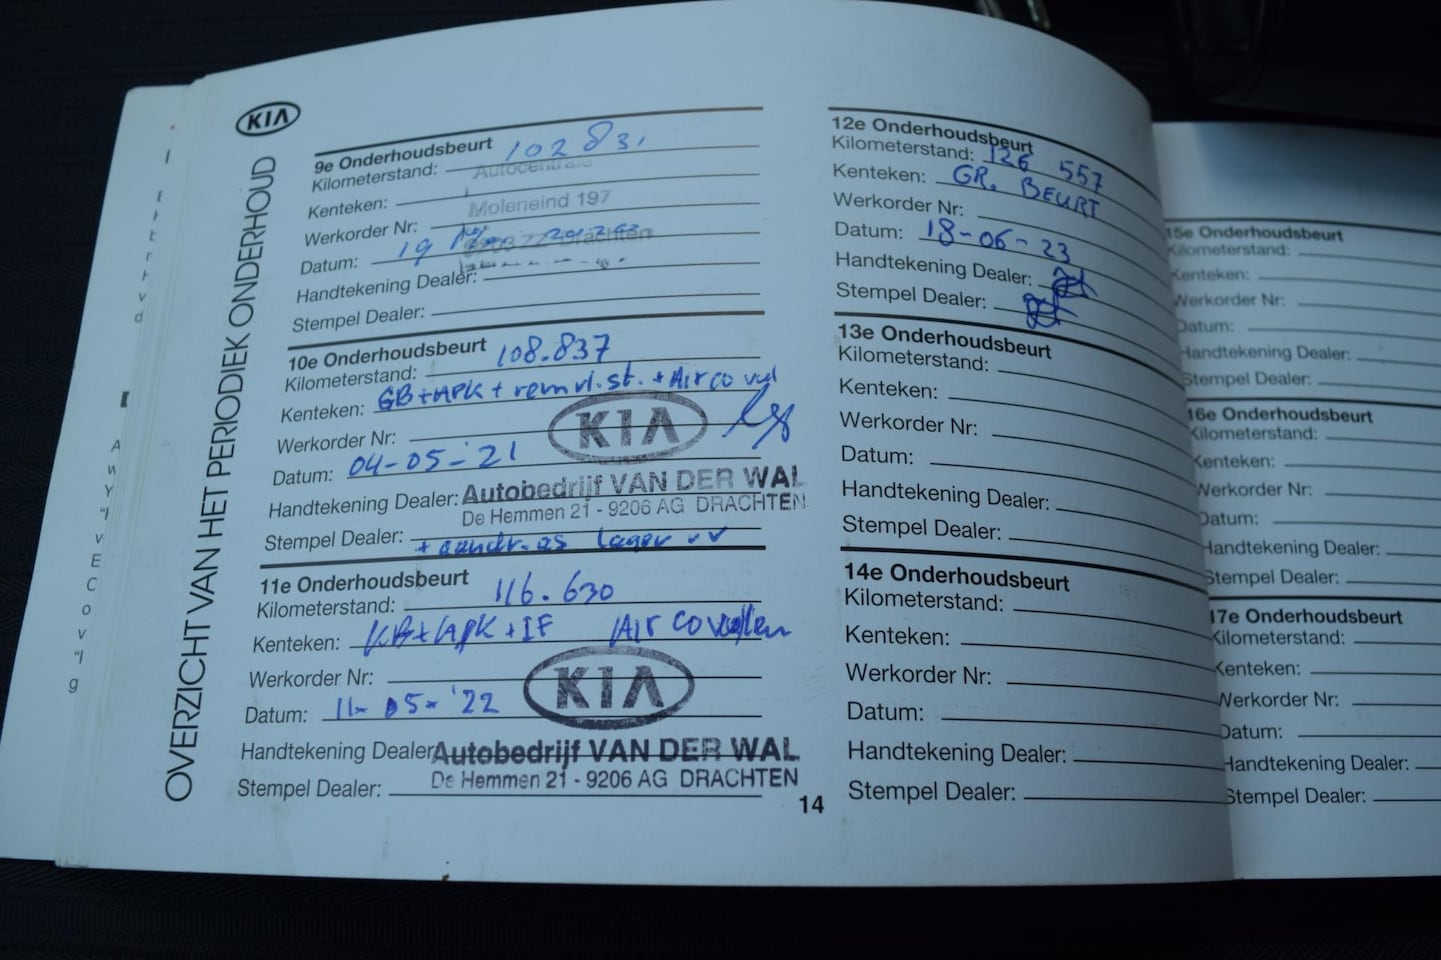 KIA
OVERZICHT VAN HET PERIODIEK ONDERHOUD
9e Onderhoudsbeurt
Kilometerstand: 102831
Autocentrale
Kenteken:
Moleneind 197
Werkorder Nr:
Drachten
Datum: 19
Handtekening Dealer:
Stempel Dealer:
10e Onderhoudsbeurt
Kilometerstand: 108.837
Kenteken: GB+APK + remvl.st. + Airco vul
Werkorder Nr:
KIA
Datum: 04-05-'21
Handtekening Dealer:
Autobedrijf VAN DER WAL
De Hemmen 21 - 9206 AG DRACHTEN
Stempel Dealer:
+ lager vv
11e Onderhoudsbeurt
Kilometerstand: 116.630
Kenteken: KB+APK+IF Airco vullen
Werkorder Nr:
KIA
Datum: 11-05-'22
Handtekening Dealer
Autobedrijf VAN DER WAL
De Hemmen 21 - 9206 AG DRACHTEN
Stempel Dealer:
14
12e Onderhoudsbeurt
Kilometerstand: 126 557
Kenteken: GR. BEURT
Werkorder Nr:
Datum: 18-06-23
Handtekening Dealer:
Stempel Dealer:
13e Onderhoudsbeurt
Kilometerstand:
Kenteken:
Werkorder Nr:
Datum:
Handtekening Dealer:
Stempel Dealer:
14e Onderhoudsbeurt
Kilometerstand:
Kenteken:
Werkorder Nr:
Datum:
Handtekening Dealer:
Stempel Dealer:
15e Onderhoudsbeurt
Kilometerstand:
Kenteken:
Werkorder Nr:
Datum:
Handtekening Dealer:
Stempel Dealer:
16e Onderhoudsbeurt
Kilometerstand:
Kenteken:
Werkorder Nr:
Datum:
Handtekening Dealer:
Stempel Dealer:
17e Onderhoudsbeurt
Kilometerstand:
Kenteken:
Werkorder Nr:
Datum:
Handtekening Dealer:
Stempel Dealer: